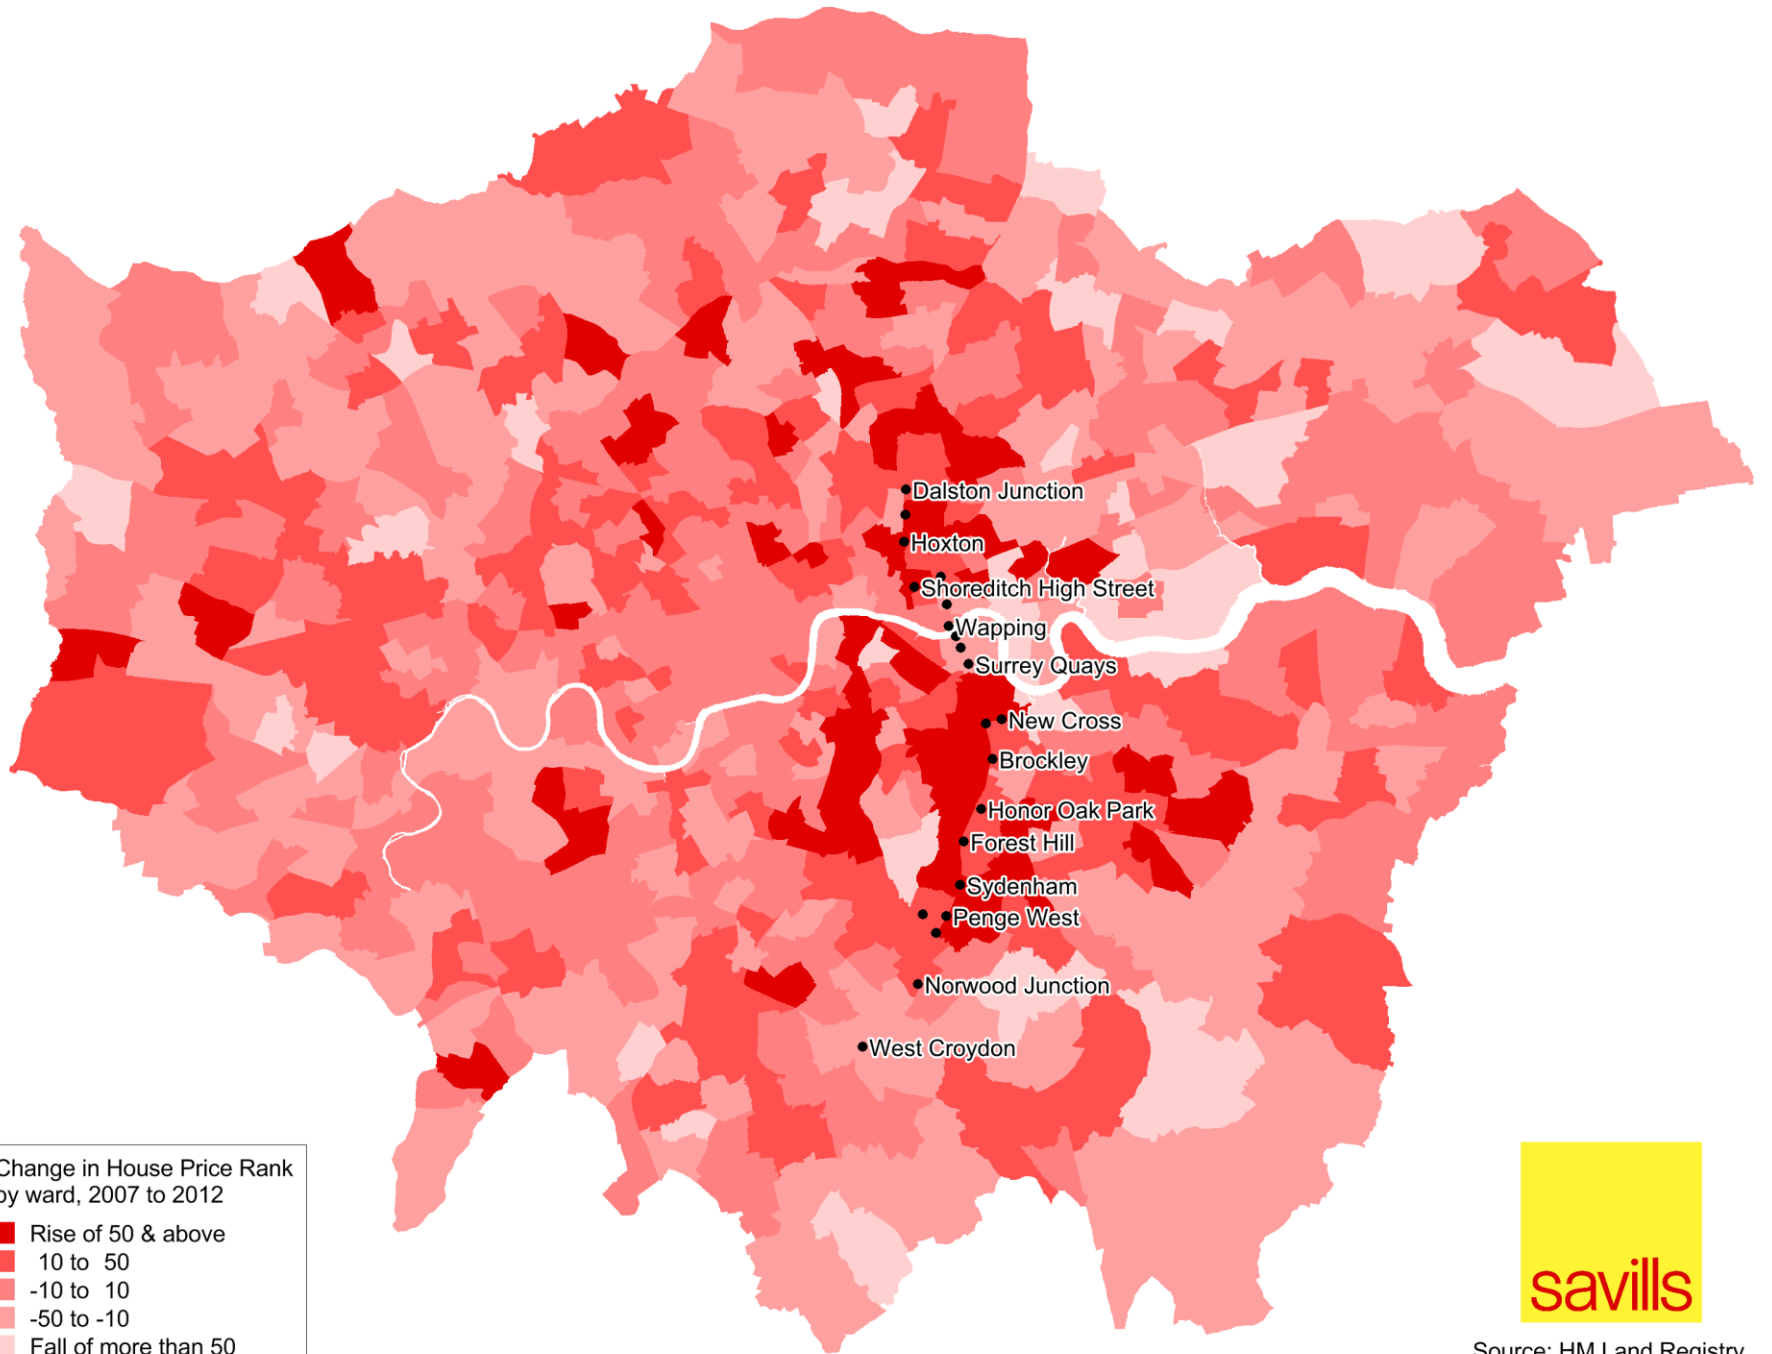 Dalston Junction
Hoxton
Shoreditch High Street
Wapping
Surrey Quays
New Cross
Brockley
Honor Oak Park
Forest Hill
Sydenham
Penge West
Norwood Junction
West Croydon
Change in House Price Rank
by ward, 2007 to 2012
Rise of 50 & above
10 to 50
-10 to 10
-50 to -10
Fall of more than 50
savills
Source: HM Land Registry